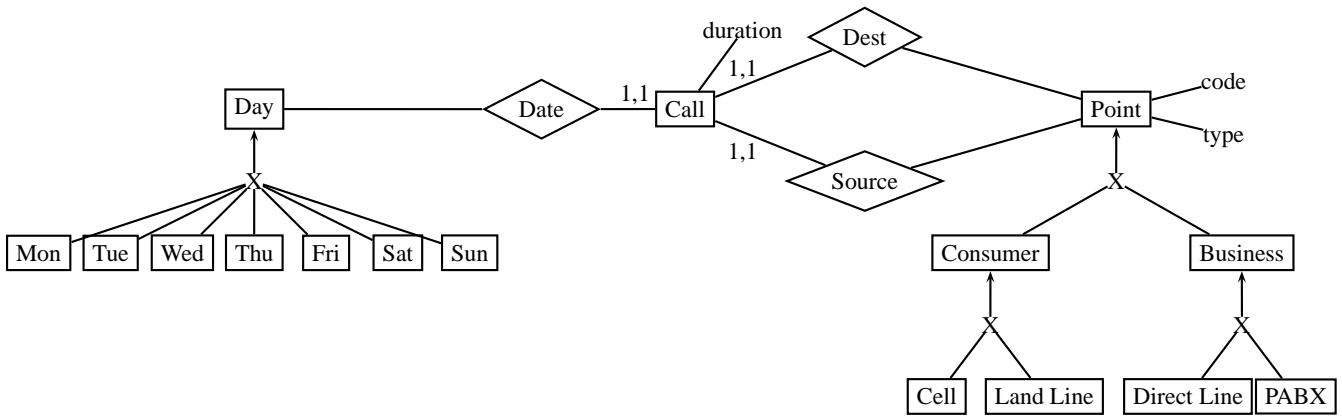 duration
Dest
1,1
code
Day
Date
1,1
Call
Point
type
1,1
Source
X
X
Mon
Tue
Wed
Thu
Fri
Sat
Sun
Consumer
Business
X
X
Cell
Land Line
Direct Line
PABX